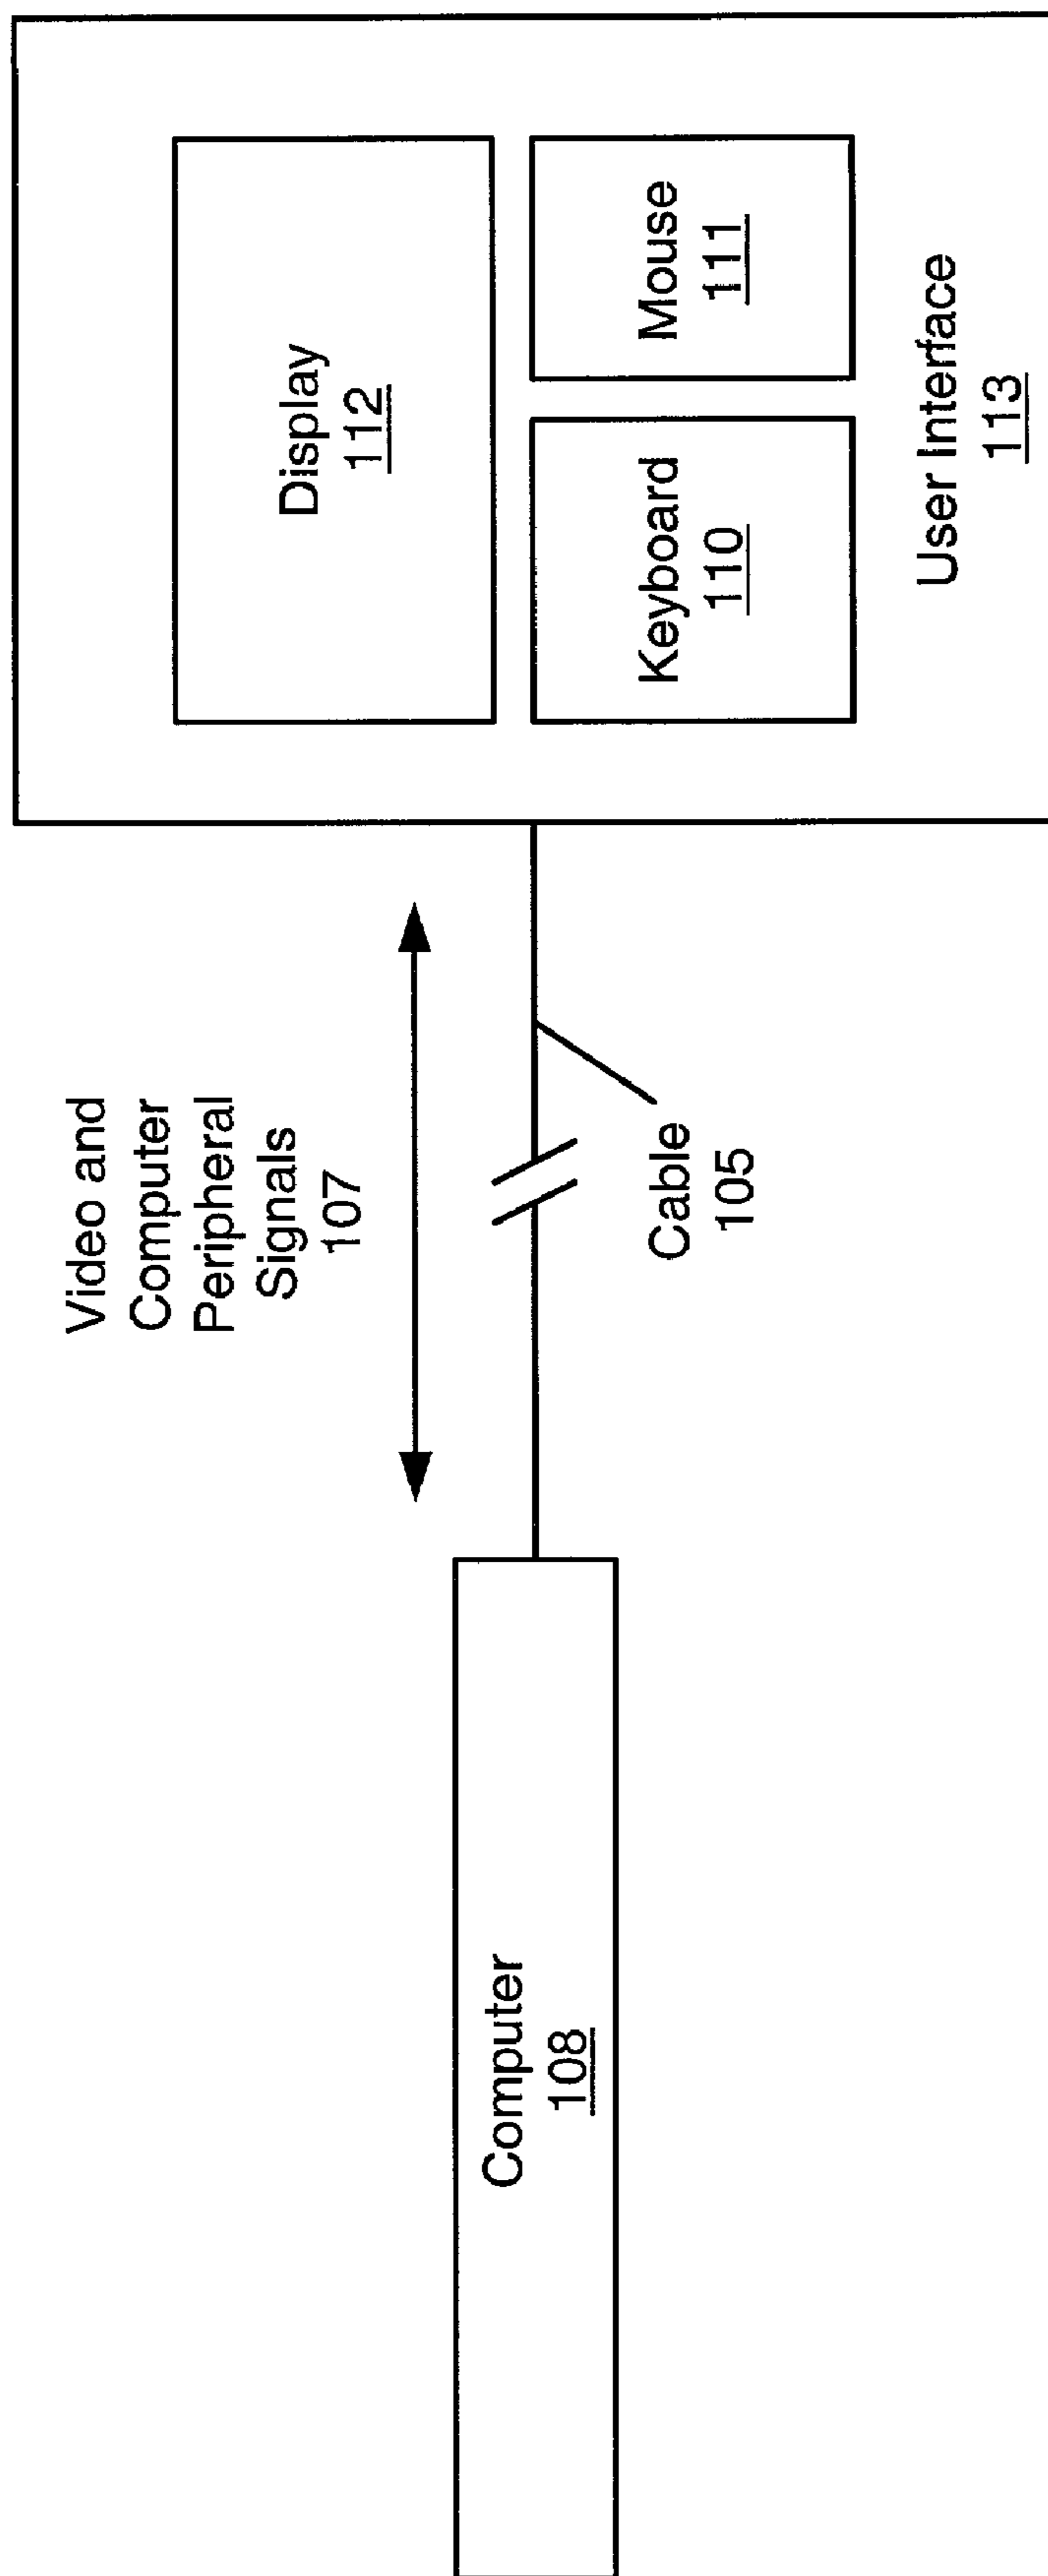 Computer
108
Video and
Computer
Peripheral
Signals
107
Cable
105
Display
112
Keyboard
110
Mouse
111
User Interface
113